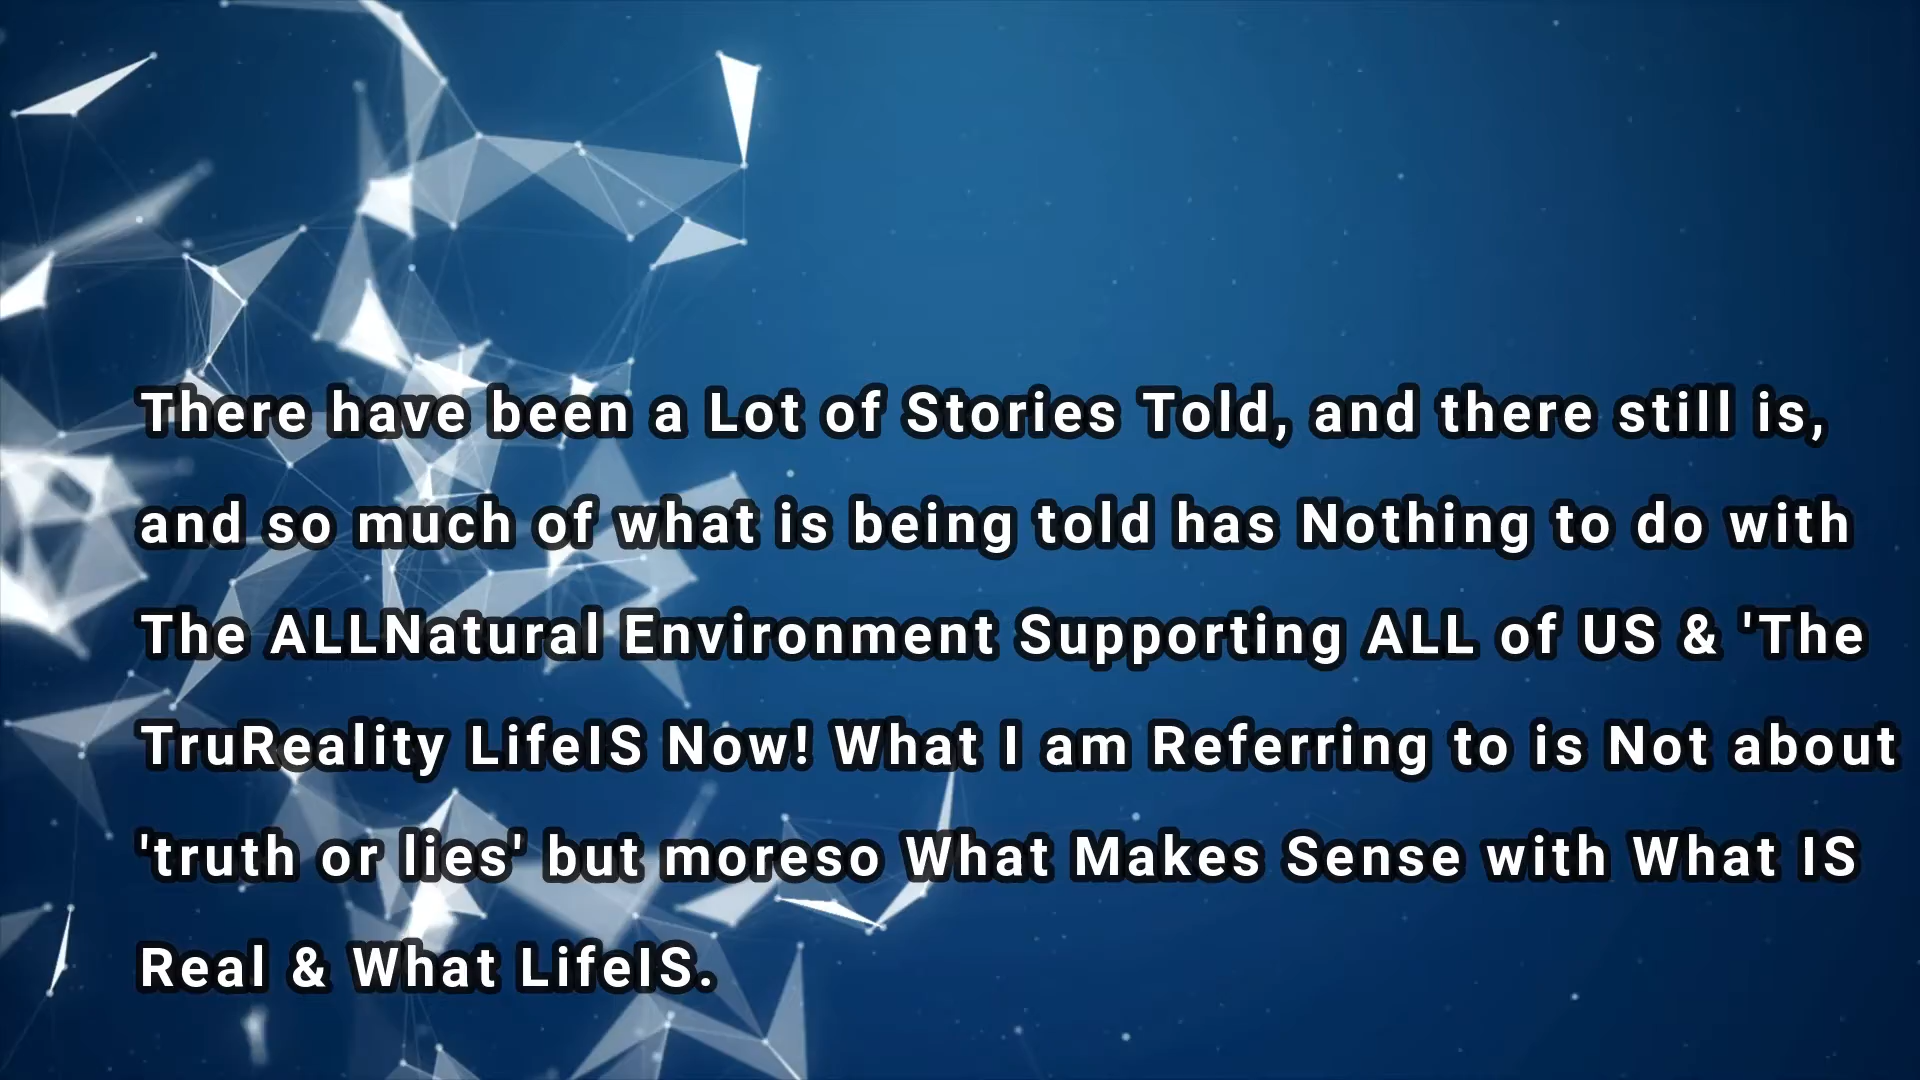 There have been a Lot of Stories Told, and there still is,
and so much of what is being told has Nothing to do with
The ALLNatural Environment Supporting ALL of US & 'The
TruReality LifeIS Now! What I am Referring to is Not about
'truth or lies' but moreso What Makes Sense with What IS
Real & What LifeIS.